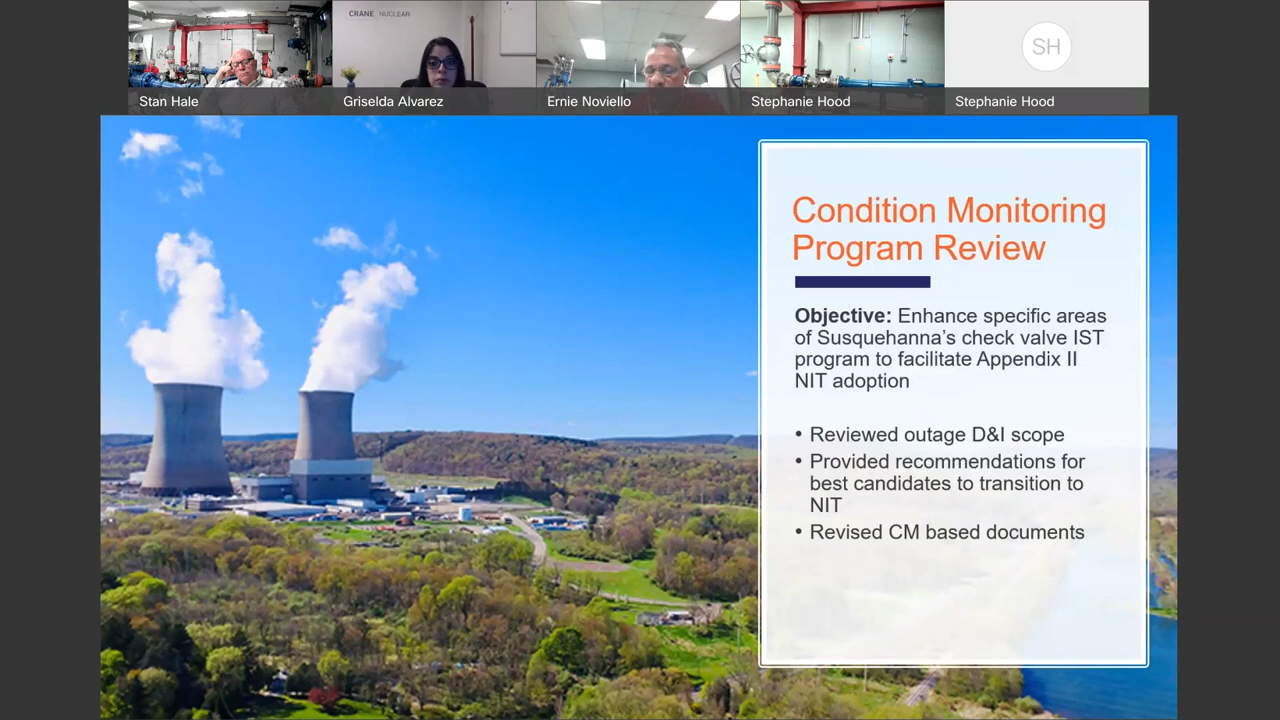 CRANE NUCLEAR
Stan Hale
Griselda Alvarez
Ernie Noviello
Stephanie Hood
SH
Stephanie Hood
Condition Monitoring
Program Review
Objective: Enhance specific areas
of Susquehanna's check valve IST
program to facilitate Appendix II
NIT adoption
• Reviewed outage D&I scope
• Provided recommendations for
best candidates to transition to
NIT
• Revised CM based documents